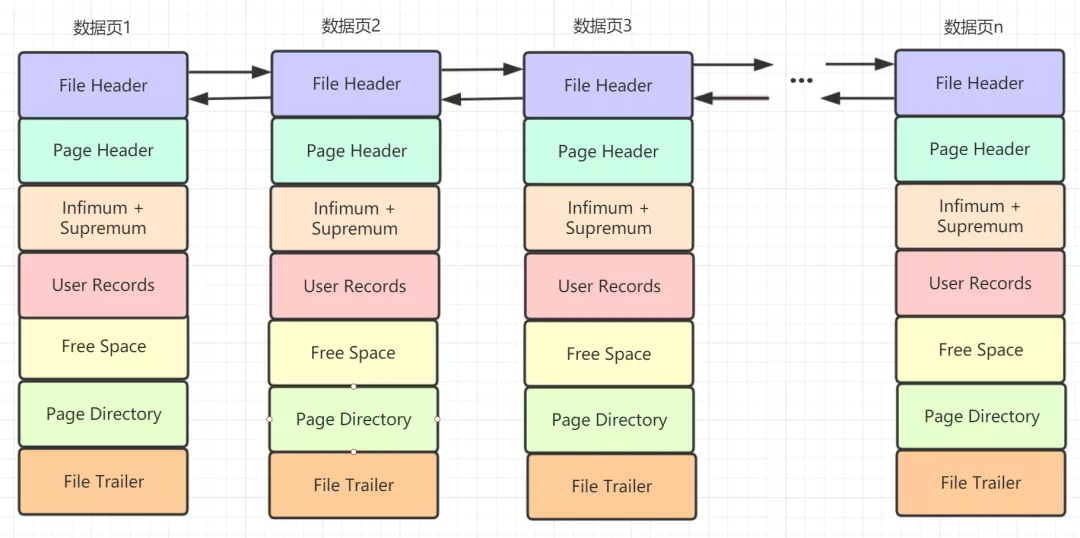 数据页1
数据页2
数据页3
数据页n
File Header
File Header
File Header
...
File Header
Page Header
Page Header
Page Header
Page Header
Infimum +
Supremum
Infimum +
Supremum
Infimum +
Supremum
Infimum +
Supremum
User Records
User Records
User Records
User Records
Free Space
Free Space
Free Space
Free Space
Page Directory
Page Directory
Page Directory
Page Directory
File Trailer
File Trailer
File Trailer
File Trailer